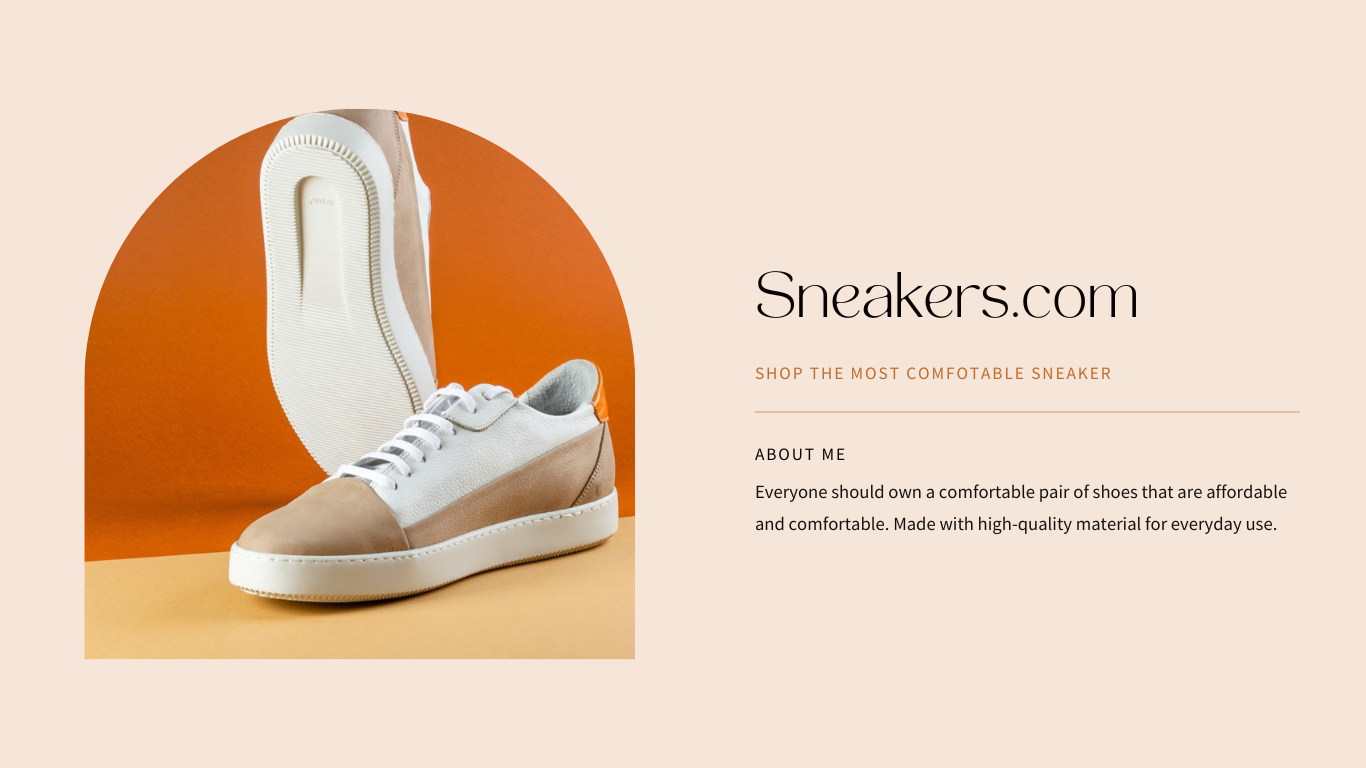 Sneakers.com
SHOP THE MOST COMFOTABLE SNEAKER
ABOUT ME
Everyone should own a comfortable pair of shoes that are affordable
and comfortable. Made with high-quality material for everyday use.